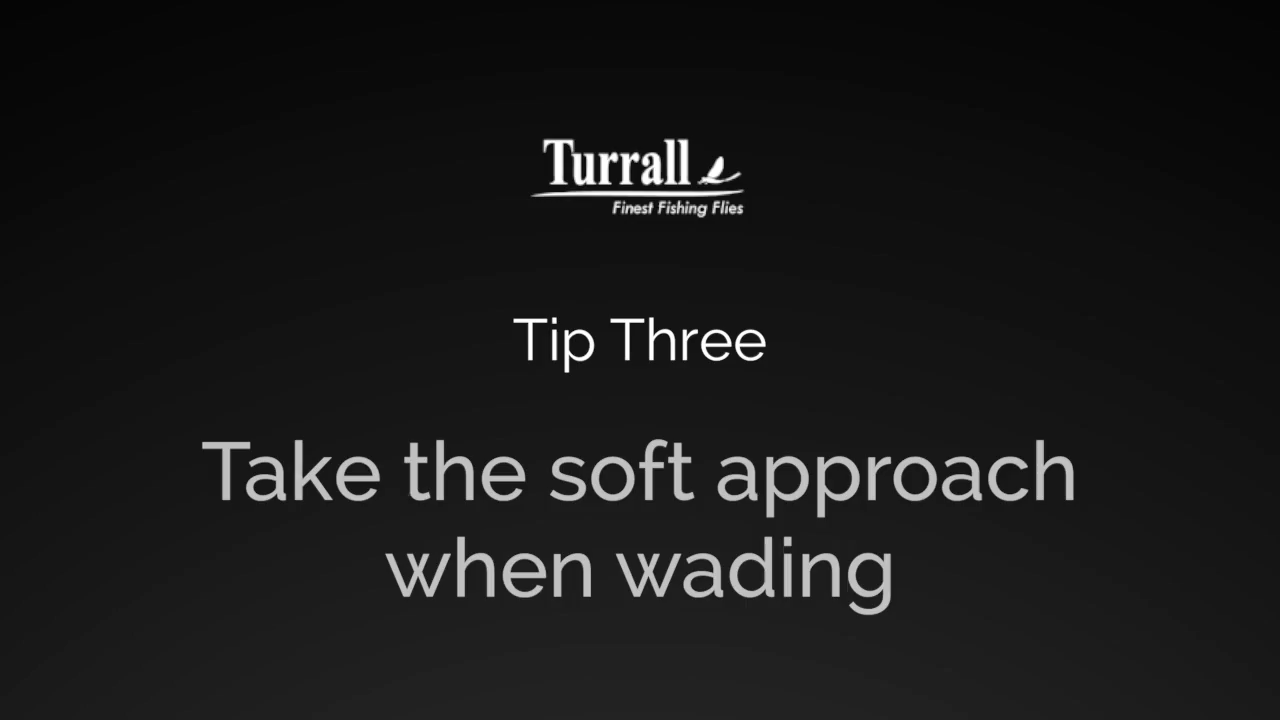 Turrall
Finest Fishing Flies
Tip Three
Take the soft approach
when wading